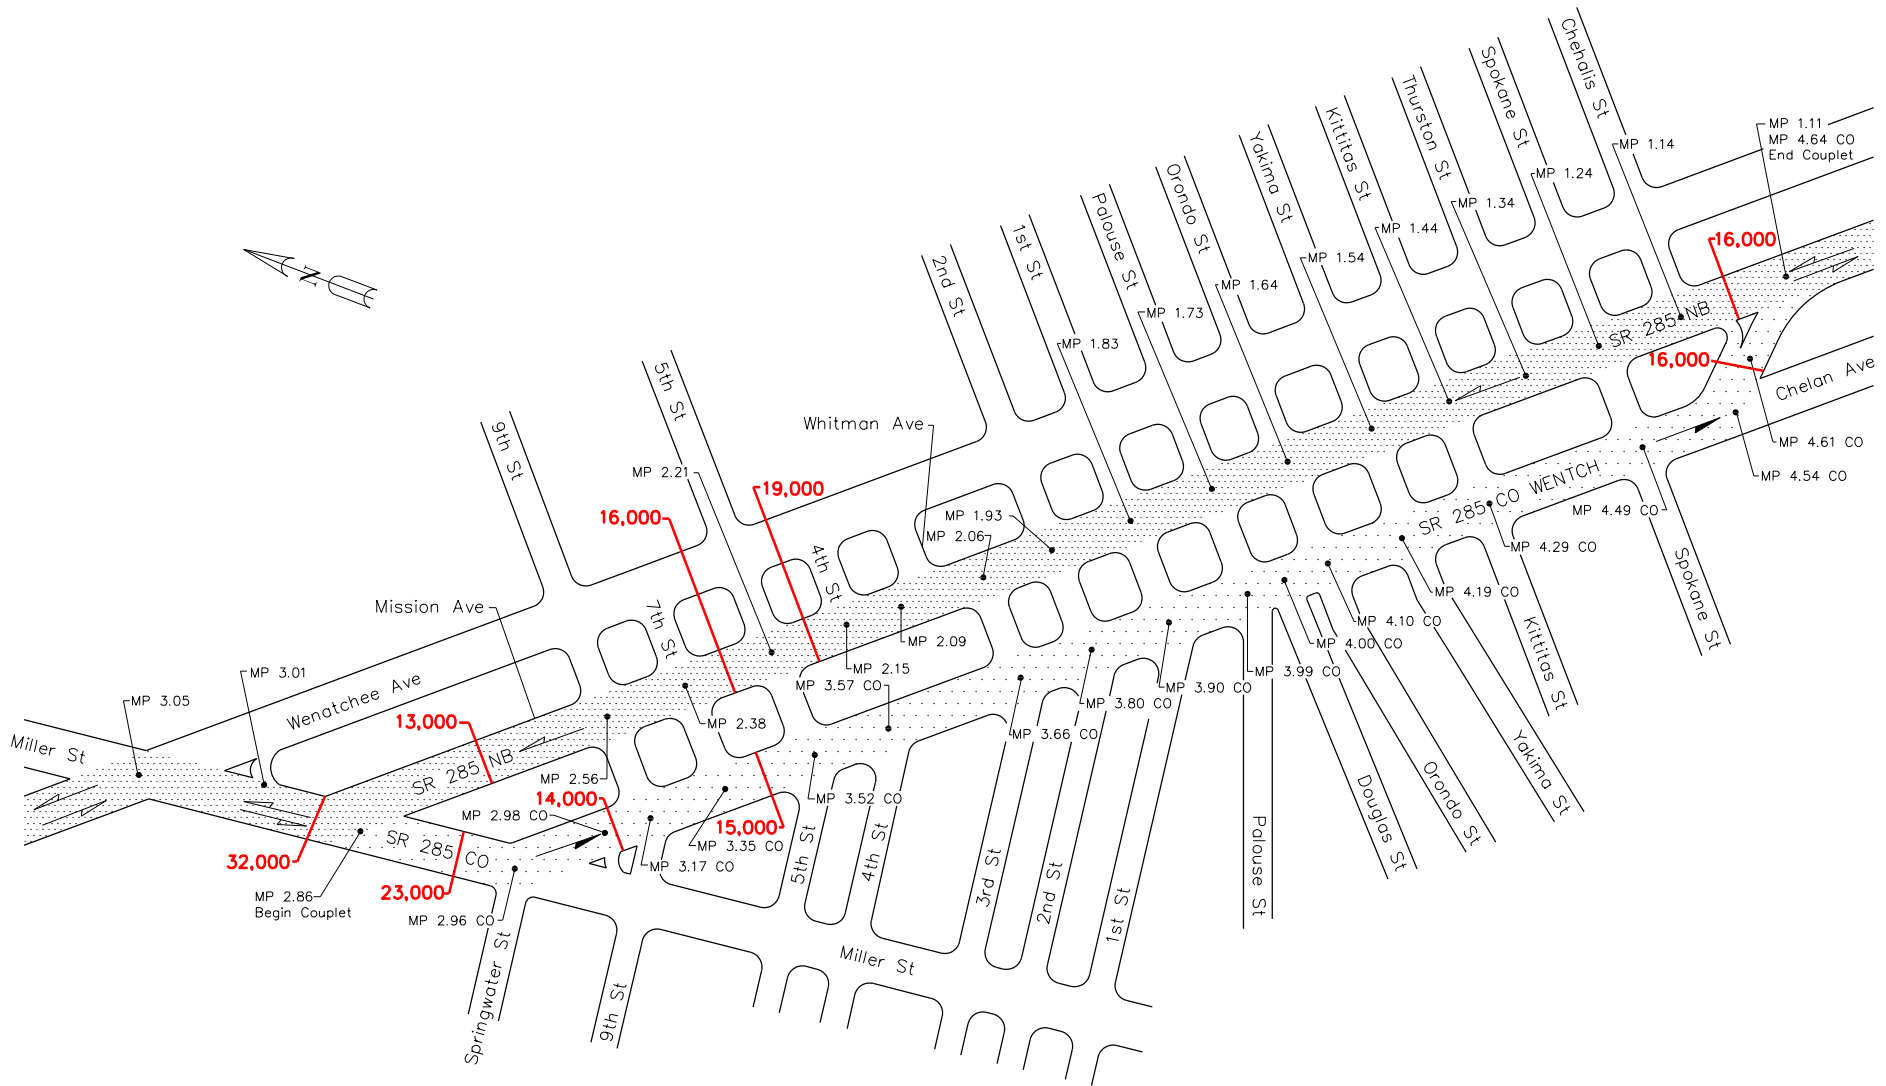 Chehalis St
Spokane St
Thurston St
Kittitas St
Yakima St
Orondo St
Palouse St
1st St
2nd St
5th St
9th St
MP 1.11
MP 4.64 CO
End Couplet
MP 1.14
MP 1.24
MP 1.34
MP 1.44
MP 1.54
MP 1.64
MP 1.73
MP 1.83
N
16,000
SR 285 NB
16,000
Chelan Ave
Whitman Ave
MP 4.61 CO
MP 4.54 CO
MP 2.21
19,000
16,000
MP 1.93
MP 2.06
SR 285 CO WENTCH
MP 4.49 CO
MP 4.29 CO
4th St
7th St
Mission Ave
MP 4.19 CO
MP 4.10 CO
MP 4.00 CO
MP 3.99 CO
MP 3.90 CO
MP 3.80 CO
MP 3.66 CO
MP 2.09
MP 2.15
MP 3.57 CO
Spokane St
Kittitas St
Yakima St
Orondo St
Douglas St
Palouse St
MP 3.01
MP 3.05
Wenatchee Ave
13,000
MP 2.38
Miller St
SR 285 NB
MP 2.56
14,000
MP 2.98 CO
MP 3.52 CO
15,000
MP 3.35 CO
MP 3.17 CO
SR 285 CO
32,000
23,000
MP 2.86
Begin Couplet
MP 2.96 CO
5th St
4th St
3rd St
2nd St
1st St
Miller St
Springwater St
9th St